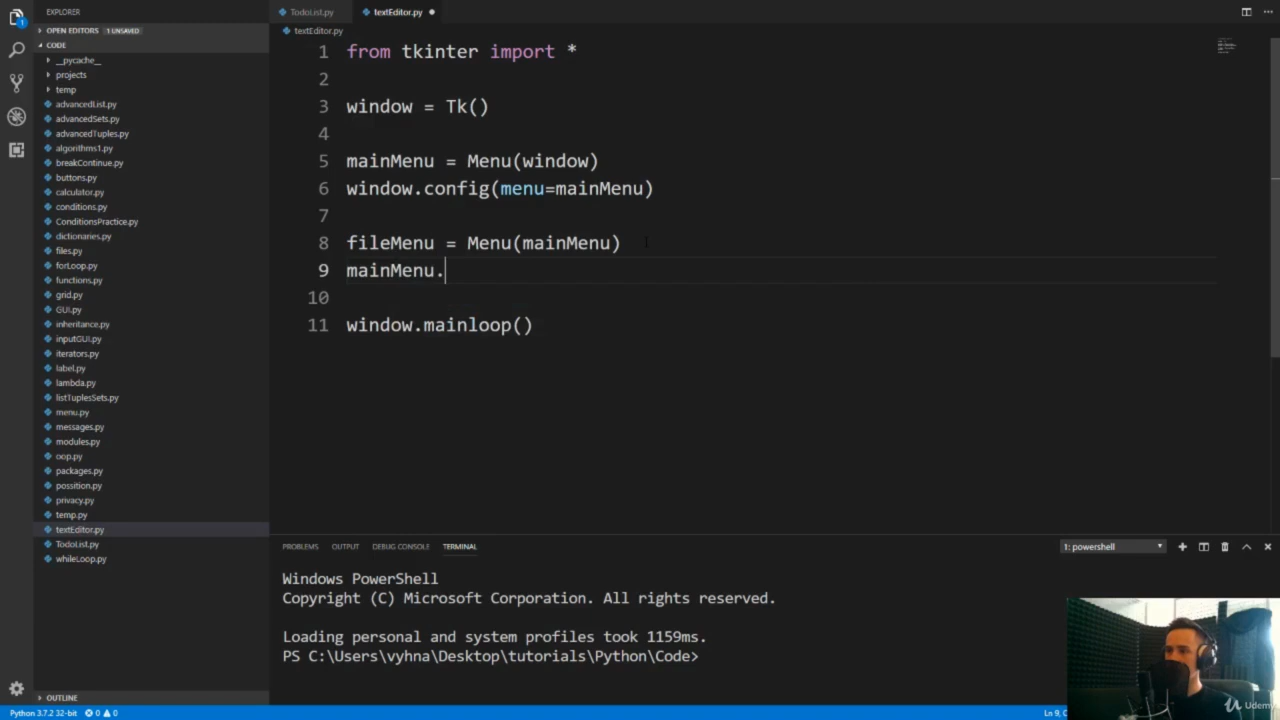 EXPLORER
OPEN EDITORS 1 UNSAVED
CODE
__pycache__
projects
temp
advancedList.py
advancedSets.py
advancedTuples.py
algorithms1.py
breakContinue.py
buttons.py
calculator.py
conditions.py
ConditionsPractice.py
dictionaries.py
files.py
forLoop.py
functions.py
grid.py
GUI.py
inheritance.py
inputGUI.py
iterators.py
label.py
lambda.py
listTuplesSets.py
menu.py
messages.py
modules.py
oop.py
packages.py
possition.py
privacy.py
temp.py
textEditor.py
TodoList.py
whileLoop.py
OUTLINE
TodoList.py textEditor.py
textEditor.py
1 from tkinter import *
2
3 window = Tk()
4
5 mainMenu = Menu(window)
6 window.config(menu=mainMenu)
7
8 fileMenu = Menu(mainMenu)
9 mainMenu.
10
11 window.mainloop()
PROBLEMS OUTPUT DEBUG CONSOLE TERMINAL 1: powershell
Windows PowerShell
Copyright (C) Microsoft Corporation. All rights reserved.
Loading personal and system profiles took 1159ms.
PS C:\Users\vyhna\Desktop\tutorials\Python\Code>
Udemy
Python 3.7.2 32-bit 0 0 Ln 9,